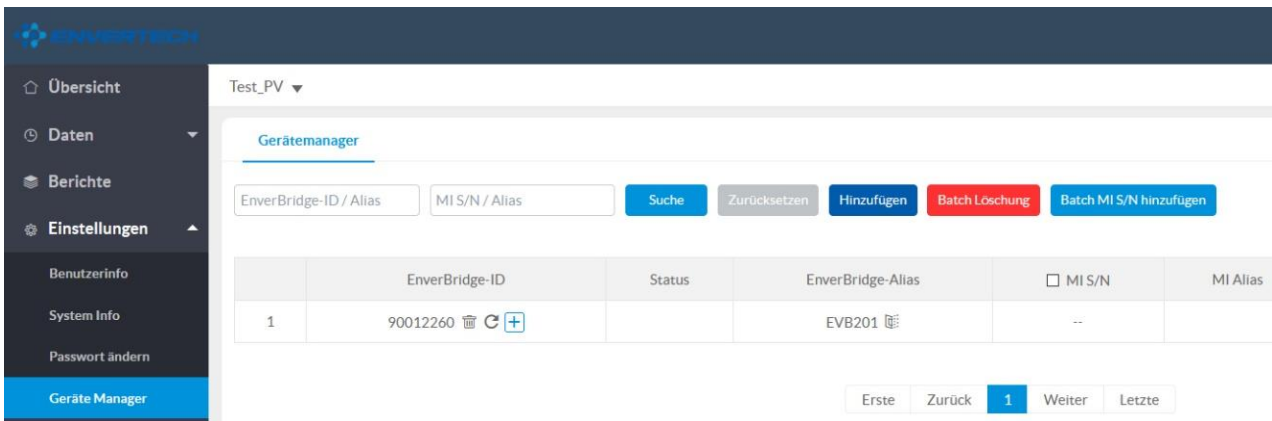 ENVERTECH
Übersicht
Test_PV
Daten
Gerätemanager
Berichte
EnverBridge-ID / Alias MI S/N / Alias Suche Zurücksetzen Hinzufügen Batch Löschung Batch MI S/N hinzufügen
Einstellungen
Benutzerinfo
EnverBridge-ID Status EnverBridge-Alias MI S/N MI Alias
System Info
1 90012260 EVB201 --
Passwort ändern
Geräte Manager
Erste Zurück 1 Weiter Letzte